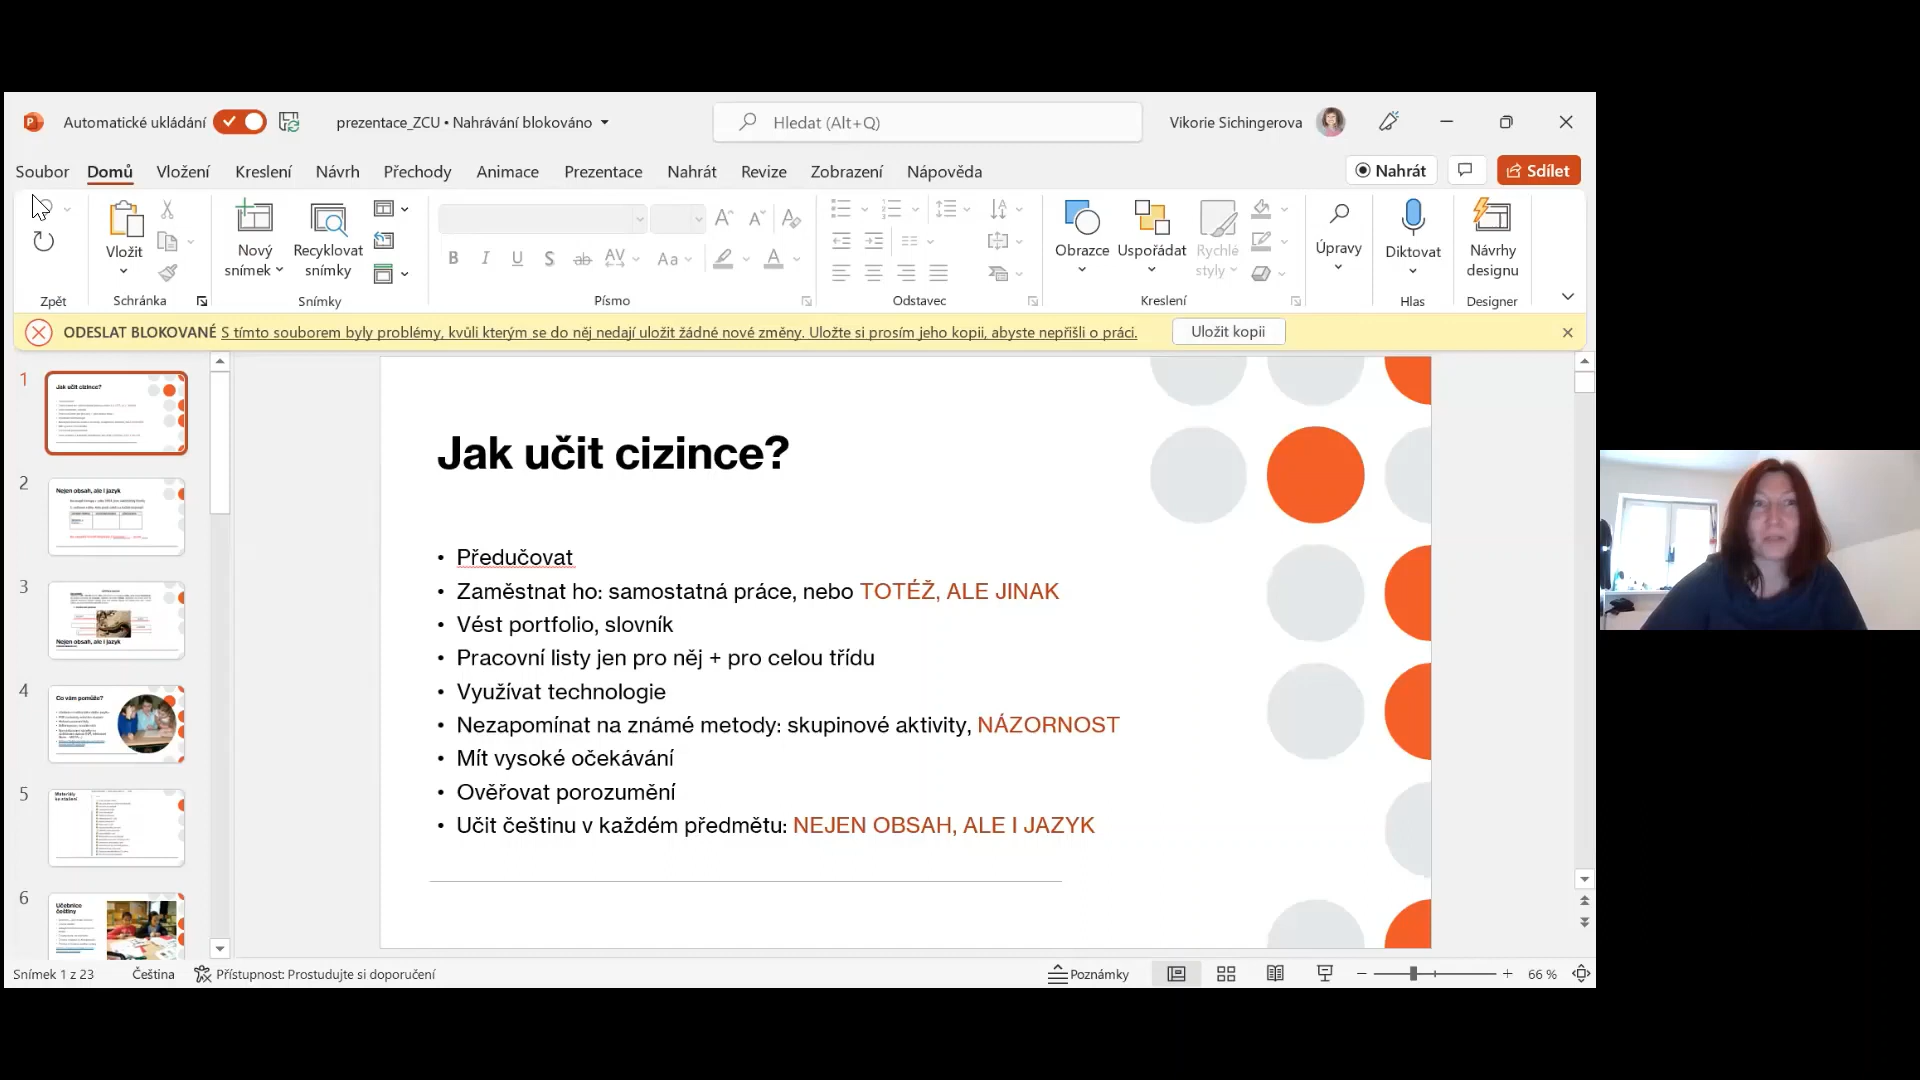 Automatické ukládání
prezentace_ZCU • Nahrávání blokováno
Hledat (Alt+Q)
Vikorie Sichingerova
Soubor Domů Vložení Kreslení Návrh Přechody Animace Prezentace Nahrát Revize Zobrazení Nápověda
Nahrát
Sdílet
Vložit
Nový snímek
Recyklovat snímky
Obrazce
Uspořádat
Rychlé styly
Úpravy
Diktovat
Návrhy designu
Zpět
Schránka
Snímky
Písmo
Odstavec
Kreslení
Hlas
Designer
ODESLAT BLOKOVANÉ S tímto souborem byly problémy, kvůli kterým se do něj nedají uložit žádné nové změny. Uložte si prosím jeho kopii, abyste nepřišli o práci.
Uložit kopii
1
Jak učit cizince?
2
Nejen obsah, ale i jazyk
3
Nejen obsah, ale i jazyk
4
Co vám pomůže?
5
Materiály ke stažení
6
Učebnice češtiny
Jak učit cizince?
• Předučovat
• Zaměstnat ho: samostatná práce, nebo TOTÉŽ, ALE JINAK
• Vést portfolio, slovník
• Pracovní listy jen pro něj + pro celou třídu
• Využívat technologie
• Nezapomínat na známé metody: skupinové aktivity, NÁZORNOST
• Mít vysoké očekávání
• Ověřovat porozumění
• Učit češtinu v každém předmětu: NEJEN OBSAH, ALE I JAZYK
Snímek 1 z 23
Čeština
Přístupnost: Prostudujte si doporučení
Poznámky
66 %